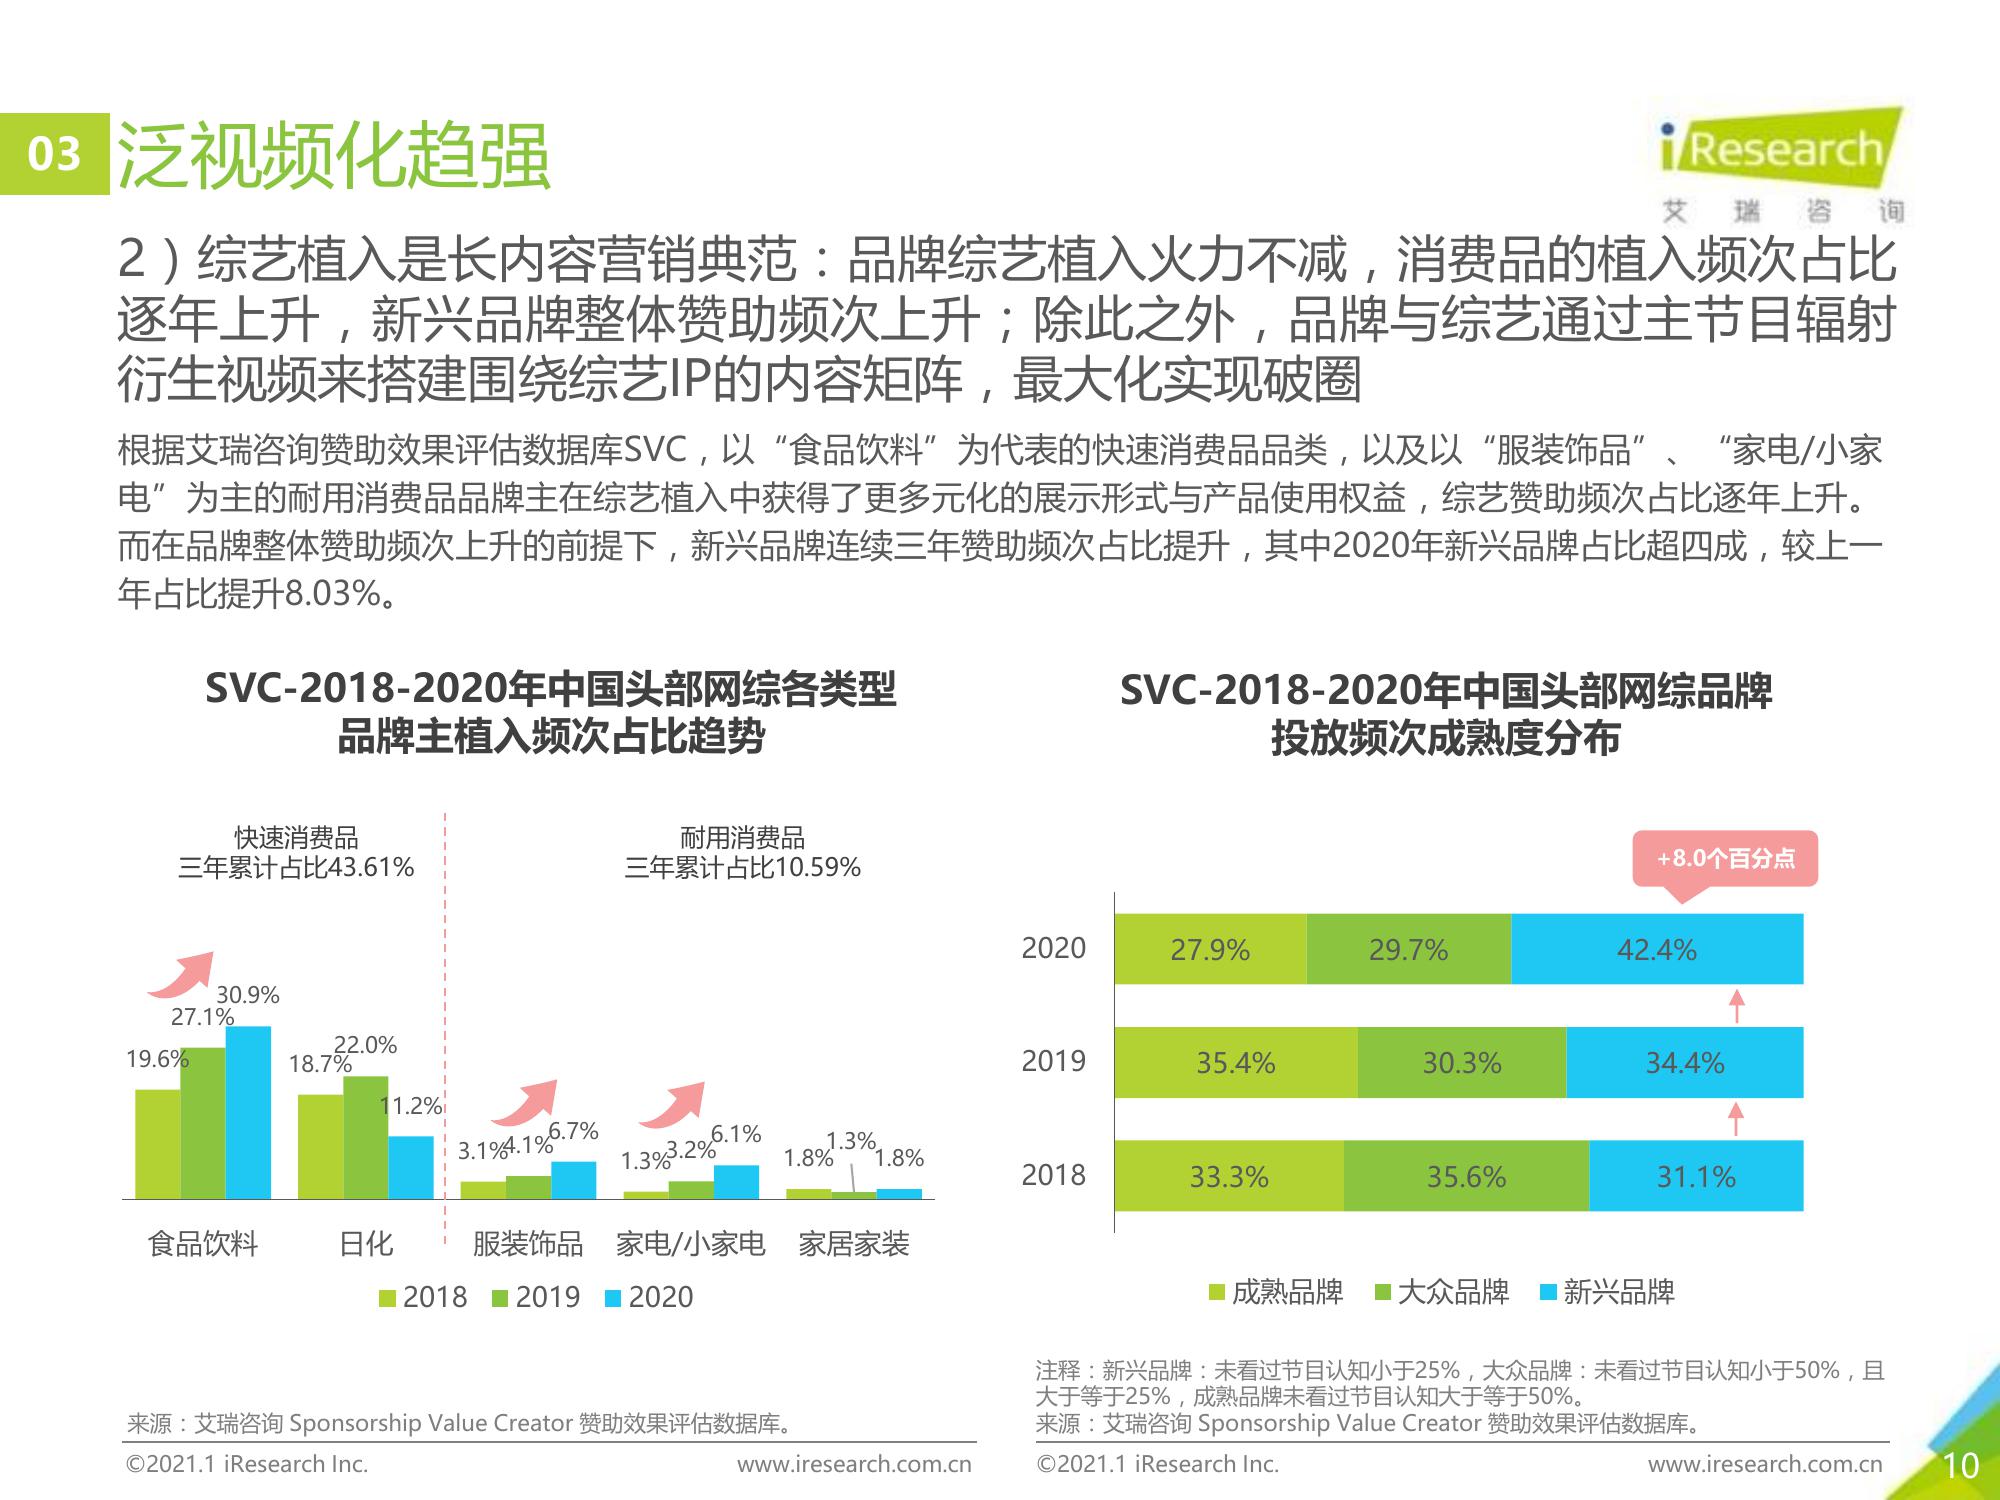 03 泛视频化趋强
iResearch
艾瑞咨询
2）综艺植入是长内容营销典范：品牌综艺植入火力不减，消费品的植入频次占比
逐年上升，新兴品牌整体赞助频次上升；除此之外，品牌与综艺通过主节目辐射
衍生视频来搭建围绕综艺IP的内容矩阵，最大化实现破圈
根据艾瑞咨询赞助效果评估数据库SVC，以“食品饮料”为代表的快速消费品品类，以及以“服装饰品”、“家电/小家
电”为主的耐用消费品品牌主在综艺植入中获得了更多元化的展示形式与产品使用权益，综艺赞助频次占比逐年上升。
而在品牌整体赞助频次上升的前提下，新兴品牌连续三年赞助频次占比提升，其中2020年新兴品牌占比超四成，较上一
年占比提升8.03%。
SVC-2018-2020年中国头部网综各类型
品牌主植入频次占比趋势
快速消费品
三年累计占比43.61%
耐用消费品
三年累计占比10.59%
19.6% 27.1% 30.9%
18.7% 22.0% 11.2%
3.1% 4.1% 6.7%
1.3% 3.2% 6.1%
1.8% 1.3% 1.8%
食品饮料 日化 服装饰品 家电/小家电 家居家装
2018 2019 2020
来源：艾瑞咨询 Sponsorship Value Creator 赞助效果评估数据库。
©2021.1 iResearch Inc. www.iresearch.com.cn
SVC-2018-2020年中国头部网综品牌
投放频次成熟度分布
+8.0个百分点
2020 27.9% 29.7% 42.4%
2019 35.4% 30.3% 34.4%
2018 33.3% 35.6% 31.1%
成熟品牌 大众品牌 新兴品牌
注释：新兴品牌：未看过节目认知小于25%，大众品牌：未看过节目认知小于50%，且
大于等于25%，成熟品牌未看过节目认知大于等于50%。
来源：艾瑞咨询 Sponsorship Value Creator 赞助效果评估数据库。
©2021.1 iResearch Inc. www.iresearch.com.cn
10